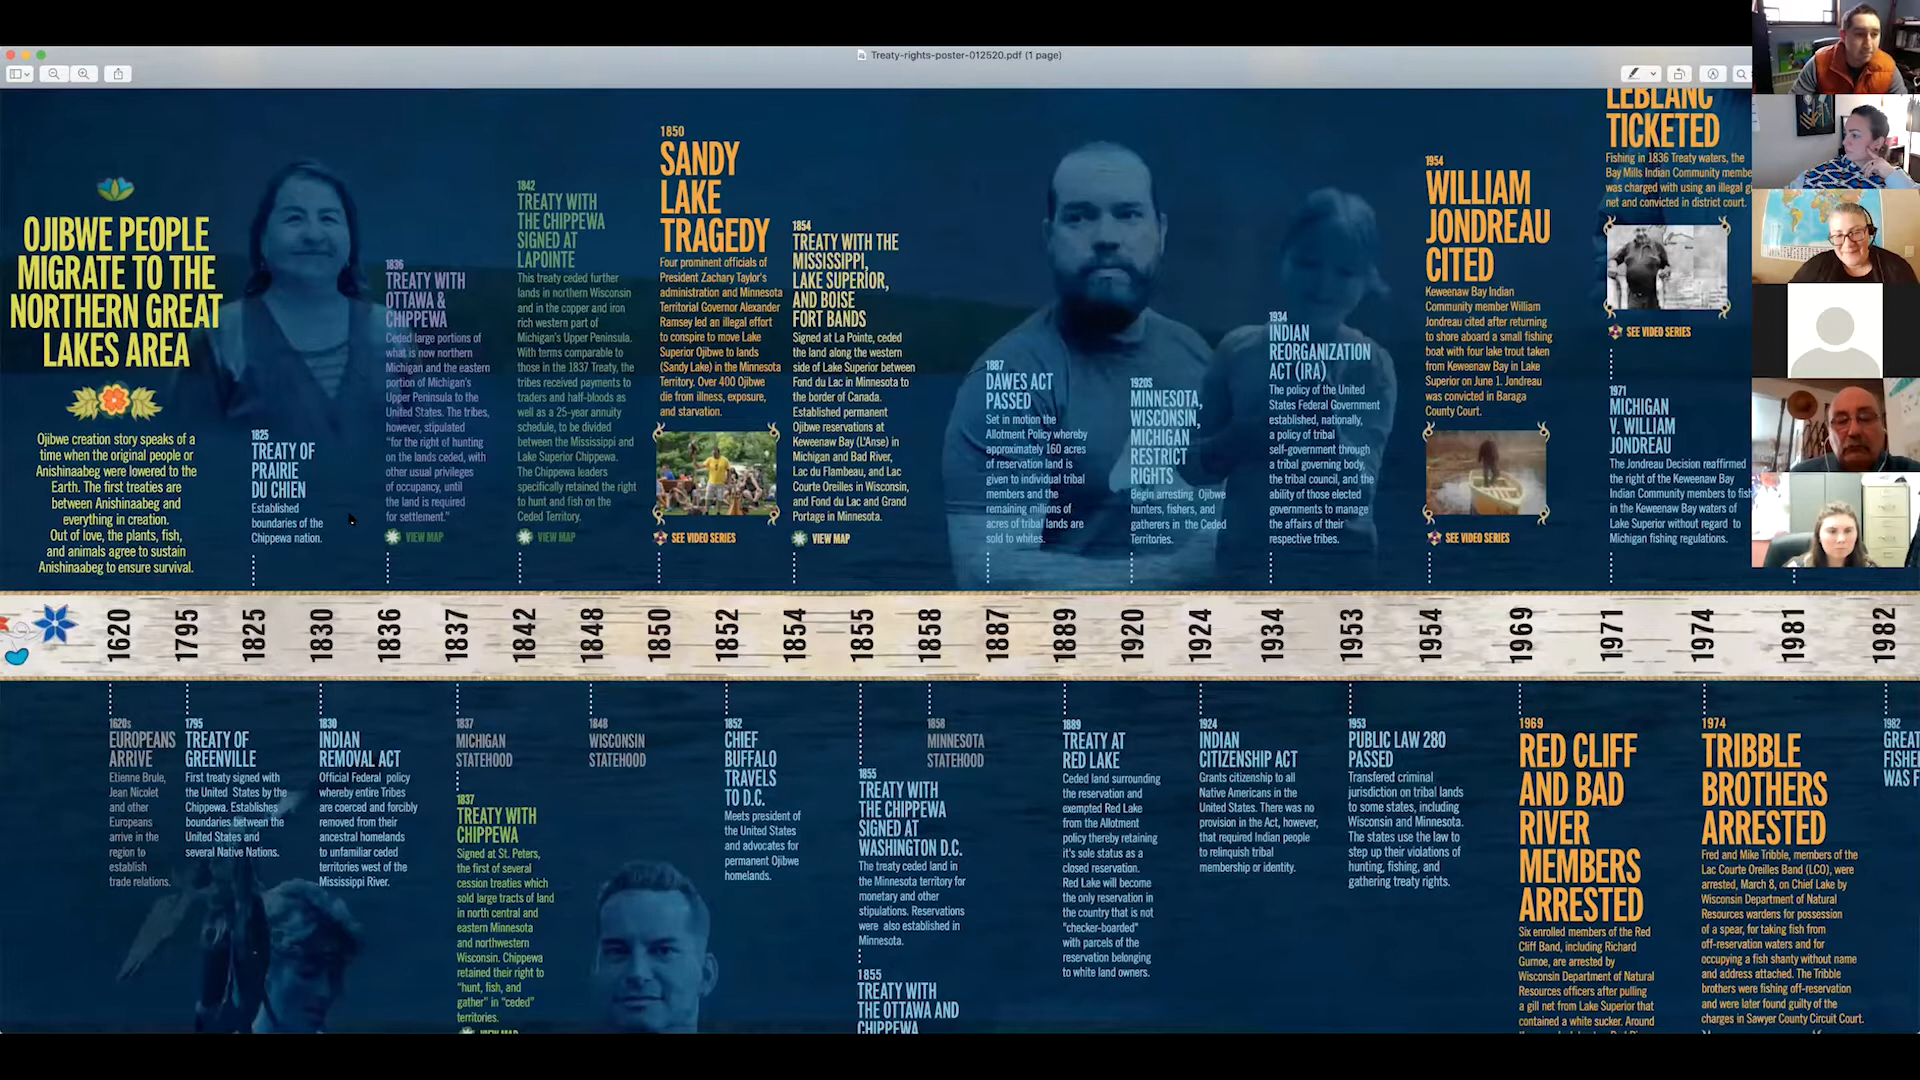 Treaty-rights-poster-012520.pdf (1 page)
OJIBWE PEOPLE
MIGRATE TO THE
NORTHERN GREAT
LAKES AREA
Ojibwe creation story speaks of a
time when the original people or
Anishinaabeg were lowered to the
Earth. The first treaties are
between Anishinaabeg and
everything in creation.
Out of love, the plants, fish,
and animals agree to sustain
Anishinaabeg to ensure survival.
1825
TREATY OF
PRAIRIE
DU CHIEN
Established
boundaries of the
Chippewa nation.
1836
TREATY WITH
OTTAWA &
CHIPPEWA
Ceded large portions of
what is now northern
Michigan and the eastern
portion of Michigan's
Upper Peninsula to the
United States. The tribes,
however, stipulated
"for the right of hunting
on the lands ceded, with
other usual privileges
of occupancy, until
the land is required
for settlement."
VIEW MAP
1842
TREATY WITH
THE CHIPPEWA
SIGNED AT
LAPOINTE
This treaty ceded further
lands in northern Wisconsin
and in the copper and iron
rich western part of
Michigan's Upper Peninsula.
With terms comparable to
those in the 1837 Treaty, the
tribes received payments to
traders and half-bloods as
well as a 25-year annuity
schedule, to be divided
between the Mississippi and
Lake Superior Chippewa.
The Chippewa leaders
specifically retained the right
to hunt and fish on the
Ceded Territory.
VIEW MAP
1850
SANDY
LAKE
TRAGEDY
Four prominent officials of
President Zachary Taylor's
administration and Minnesota
Territorial Governor Alexander
Ramsey led an illegal effort
to conspire to move Lake
Superior Ojibwe to lands
(Sandy Lake) in the Minnesota
Territory. Over 400 Ojibwe
die from illness, exposure,
and starvation.
SEE VIDEO SERIES
1854
TREATY WITH THE
MISSISSIPPI,
LAKE SUPERIOR,
AND BOISE
FORT BANDS
Signed at La Pointe, ceded
the land along the western
side of Lake Superior between
Fond du Lac in Minnesota to
the border of Canada.
Established permanent
Ojibwe reservations at
Keweenaw Bay (L'Anse) in
Michigan and Bad River,
Lac du Flambeau, and Lac
Courte Oreilles in Wisconsin,
and Fond du Lac and Grand
Portage in Minnesota.
VIEW MAP
1887
DAWES ACT
PASSED
Set in motion the
Allotment Policy whereby
approximately 160 acres
of reservation land is
given to individual tribal
members and the
remaining millions of
acres of tribal lands are
sold to whites.
1920S
MINNESOTA,
WISCONSIN,
MICHIGAN
RESTRICT
RIGHTS
Begin arresting Ojibwe
hunters, fishers, and
gatherers in the Ceded
Territories.
1934
INDIAN
REORGANIZATION
ACT (IRA)
The policy of the United
States Federal Government
established, nationally,
a policy of tribal
self-government through
a tribal governing body,
the tribal council, and the
ability of those elected
governments to manage
the affairs of their
respective tribes.
1954
WILLIAM
JONDREAU
CITED
Keweenaw Bay Indian
Community member William
Jondreau cited after returning
to shore aboard a small fishing
boat with four lake trout taken
from Keweenaw Bay in Lake
Superior on June 1. Jondreau
was convicted in Baraga
County Court.
SEE VIDEO SERIES
LEBLANC
TICKETED
Fishing in 1836 Treaty waters, the
Bay Mills Indian Community
was charged with using an illegal
net and convicted in district court.
SEE VIDEO SERIES
1971
MICHIGAN
V. WILLIAM
JONDREAU
The Jondreau Decision reaffirmed
the right of the Keweenaw Bay
Indian Community members to fish
in the Keweenaw Bay waters of
Lake Superior without regard to
Michigan fishing regulations.
1620 1795 1825 1830 1836 1837 1842 1848 1850 1852 1854 1855 1858 1887 1889 1920 1924 1934 1953 1954 1969 1971 1974 1981 1982
1620s
EUROPEANS
ARRIVE
Etienne Brule,
Jean Nicolet
and other
Europeans
arrive in the
region to
establish
trade relations.
1795
TREATY OF
GREENVILLE
First treaty signed with
the United States by the
Chippewa. Establishes
boundaries between the
United States and
several Native Nations.
1830
INDIAN
REMOVAL ACT
Official Federal policy
whereby entire Tribes
are coerced and forcibly
removed from their
ancestral homelands
to unfamiliar ceded
territories west of the
Mississippi River.
1837
MICHIGAN
STATEHOOD
1837
TREATY WITH
CHIPPEWA
Signed at St. Peters,
the first of several
cession treaties which
sold large tracts of land
in north central and
eastern Minnesota
and northwestern
Wisconsin. Chippewa
retained their right to
"hunt, fish, and
gather" in "ceded"
territories.
VIEW MAP
1848
WISCONSIN
STATEHOOD
1852
CHIEF
BUFFALO
TRAVELS
TO D.C.
Meets president of
the United States
and advocates for
permanent Ojibwe
homelands.
1858
MINNESOTA
STATEHOOD
1855
TREATY WITH
THE CHIPPEWA
SIGNED AT
WASHINGTON D.C.
The treaty ceded land in
the Minnesota territory for
monetary and other
stipulations. Reservations
were also established in
Minnesota.
1855
TREATY WITH
THE OTTAWA AND
CHIPPEWA
1889
TREATY AT
RED LAKE
Ceded land surrounding
the reservation and
exempted Red Lake
from the Allotment
policy thereby retaining
it's sole status as a
closed reservation.
Red Lake will become
the only reservation in
the country that is not
"checker-boarded"
with parcels of the
reservation belonging
to white land owners.
1924
INDIAN
CITIZENSHIP ACT
Grants citizenship to all
Native Americans in the
United States. There was no
provision in the Act, however,
that required Indian people
to relinquish tribal
membership or identity.
1953
PUBLIC LAW 280
PASSED
Transfered criminal
jurisdiction on tribal lands
to some states, including
Wisconsin and Minnesota.
The states use the law to
step up their violations of
hunting, fishing, and
gathering treaty rights.
1969
RED CLIFF
AND BAD
RIVER
MEMBERS
ARRESTED
Six enrolled members of the Red
Cliff Band, including Richard
Gurnoe, are arrested by
Wisconsin Department of Natural
Resources officers after pulling
a gill net from Lake Superior that
contained a white sucker. Around
1974
TRIBBLE
BROTHERS
ARRESTED
Fred and Mike Tribble, members of the
Lac Courte Oreilles Band (LCO), were
arrested, March 8, on Chief Lake by
Wisconsin Department of Natural
Resources wardens for possession
of a spear, for taking fish from
off-reservation waters and for
occupying a fish shanty without name
and address attached. The Tribble
brothers were fishing off-reservation
and were later found guilty of the
charges in Sawyer County Circuit Court.
1982
GREAT
FISHE
WAS F